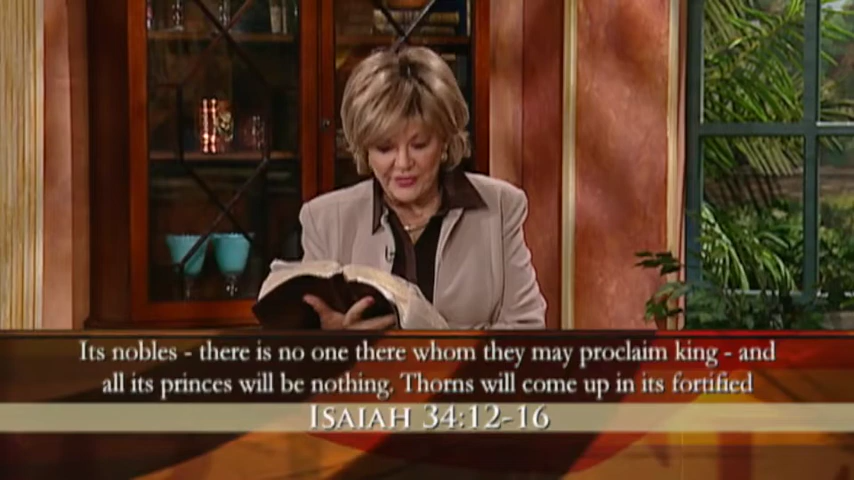 Its nobles - there is no one there whom they may proclaim king - and
all its princes will be nothing. Thorns will come up in its fortified
ISAIAH 34:12-16